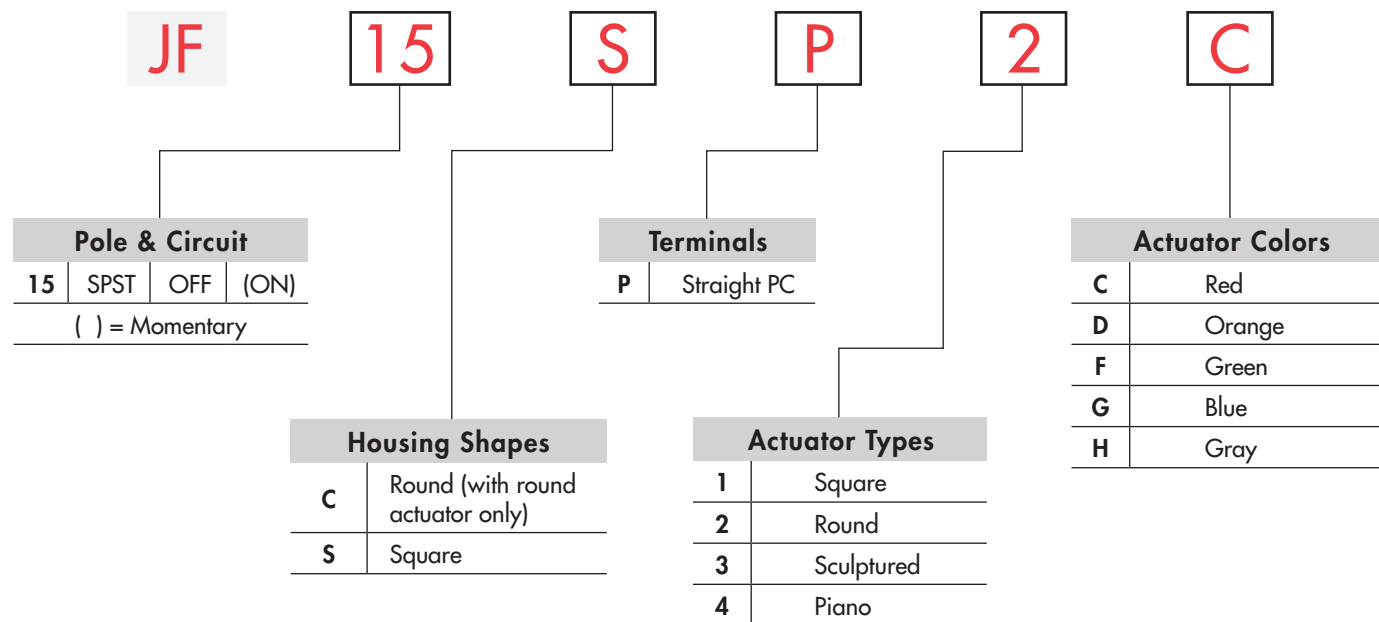 JF 15 S P 2 C
Pole & Circuit
15 SPST OFF (ON)
( ) = Momentary
Housing Shapes
C Round (with round
actuator only)
S Square
Terminals
P Straight PC
Actuator Types
1 Square
2 Round
3 Sculptured
4 Piano
Actuator Colors
C Red
D Orange
F Green
G Blue
H Gray